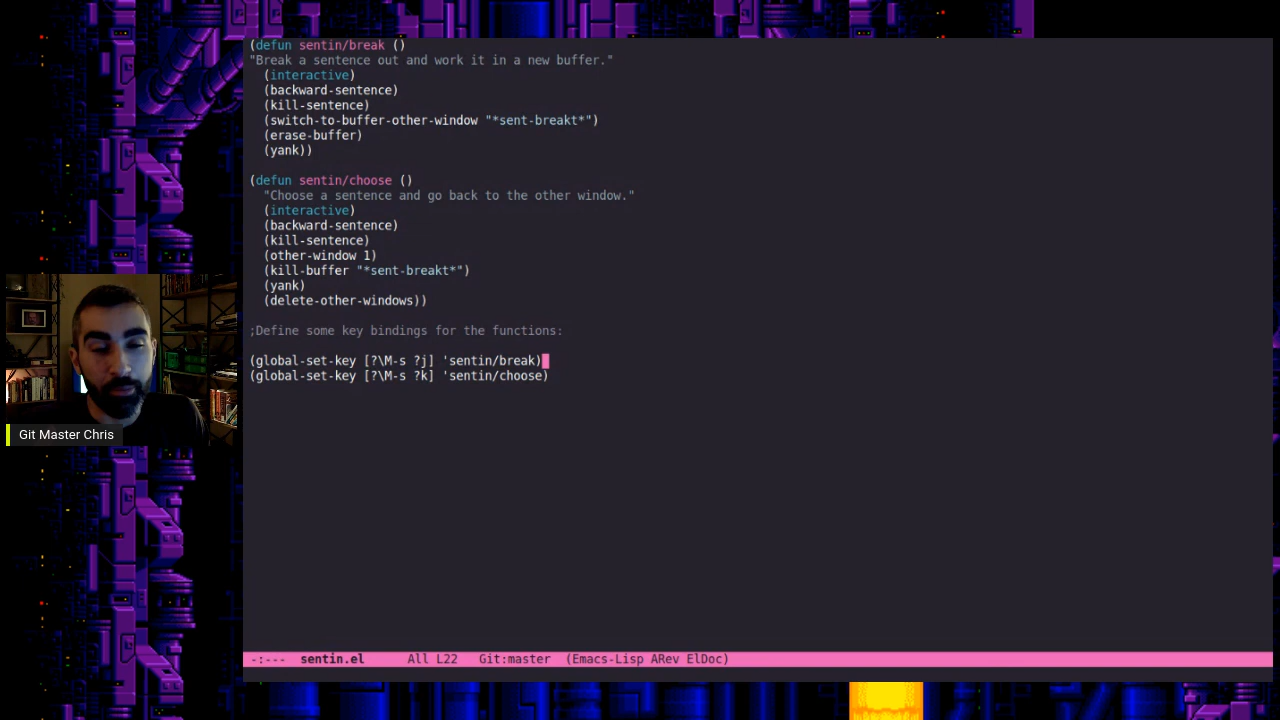 (defun sentin/break ()
"Break a sentence out and work it in a new buffer."
(interactive)
(backward-sentence)
(kill-sentence)
(switch-to-buffer-other-window "*sent-breakt*")
(erase-buffer)
(yank))
(defun sentin/choose ()
"Choose a sentence and go back to the other window."
(interactive)
(backward-sentence)
(kill-sentence)
(other-window 1)
(kill-buffer "*sent-breakt*")
(yank)
(delete-other-windows))
;Define some key bindings for the functions:
(global-set-key [?\M-s ?j] 'sentin/break)
(global-set-key [?\M-s ?k] 'sentin/choose)
Git Master Chris
-:--- sentin.el All L22 Git:master (Emacs-Lisp ARev ElDoc)